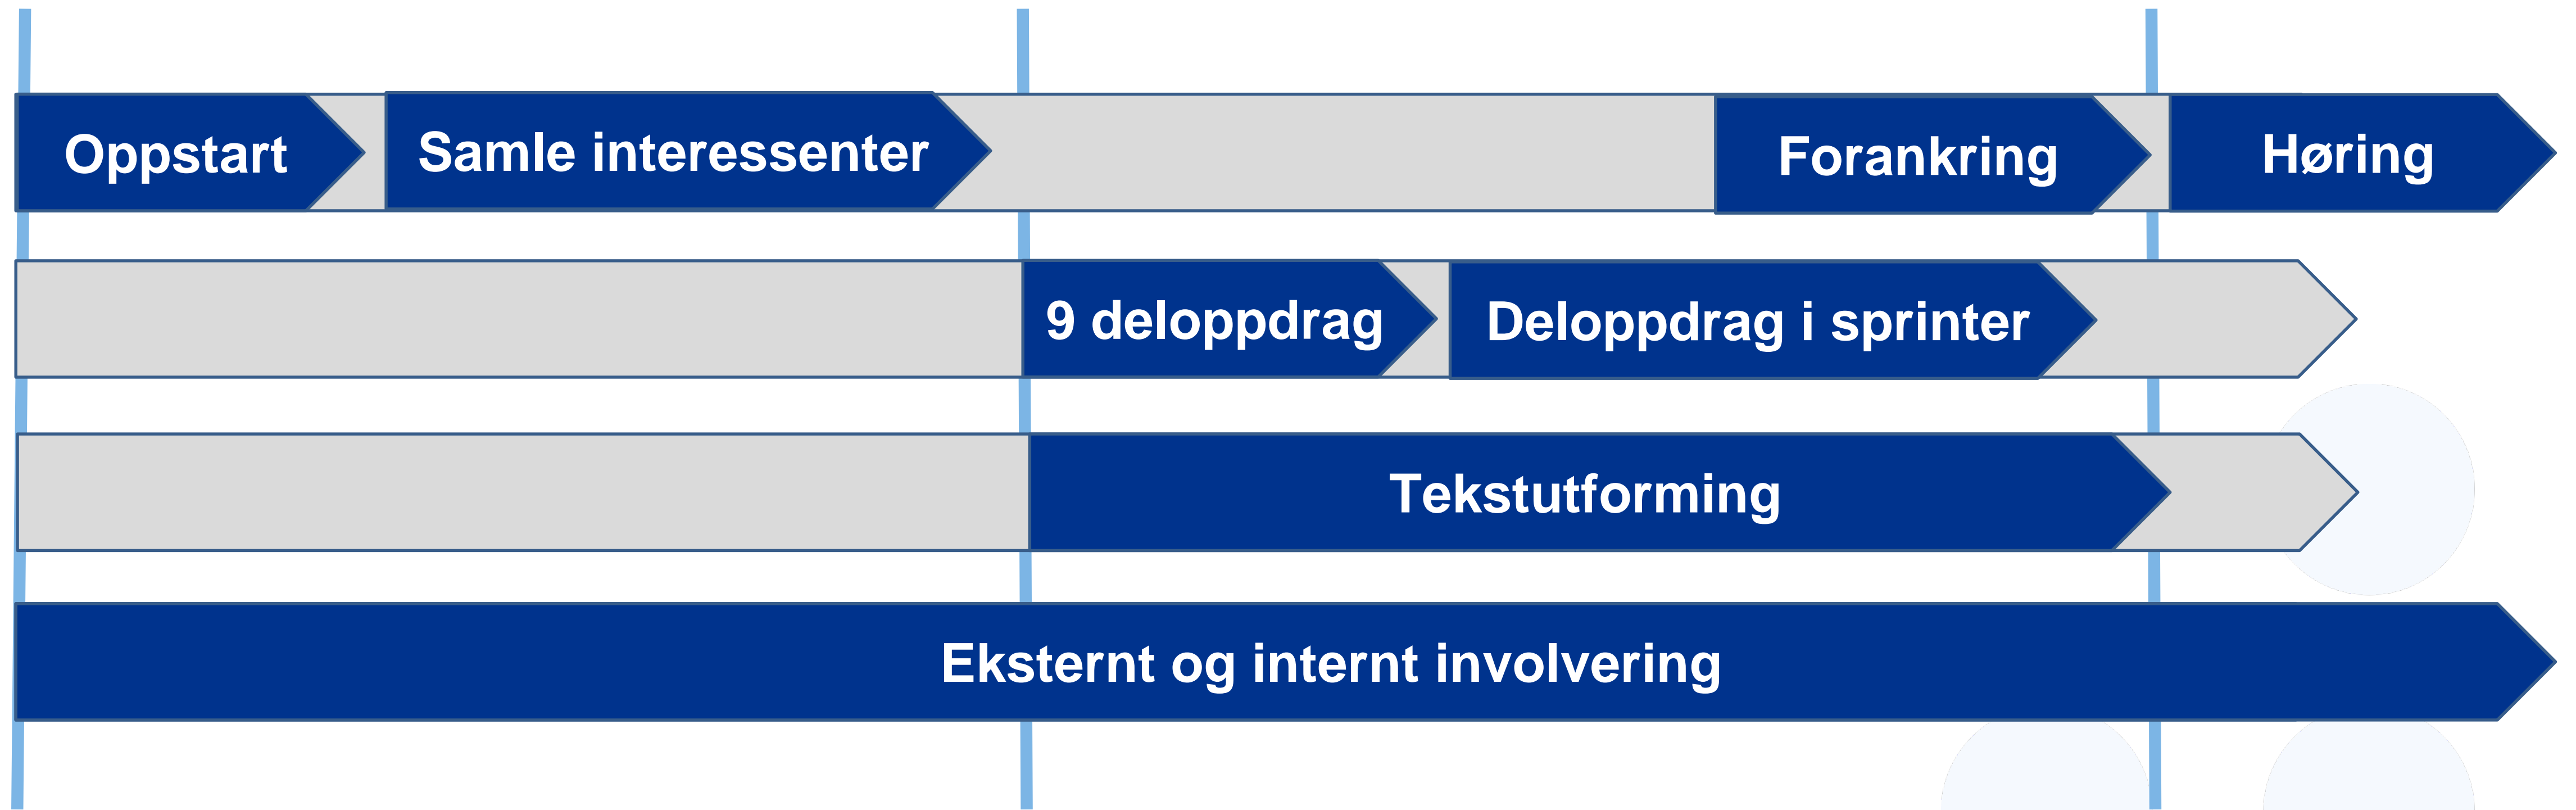 Oppstart
Samle interessenter
Forankring
Høring
9 deloppdrag
Deloppdrag i sprinter
Tekstutforming
Eksternt og internt involvering